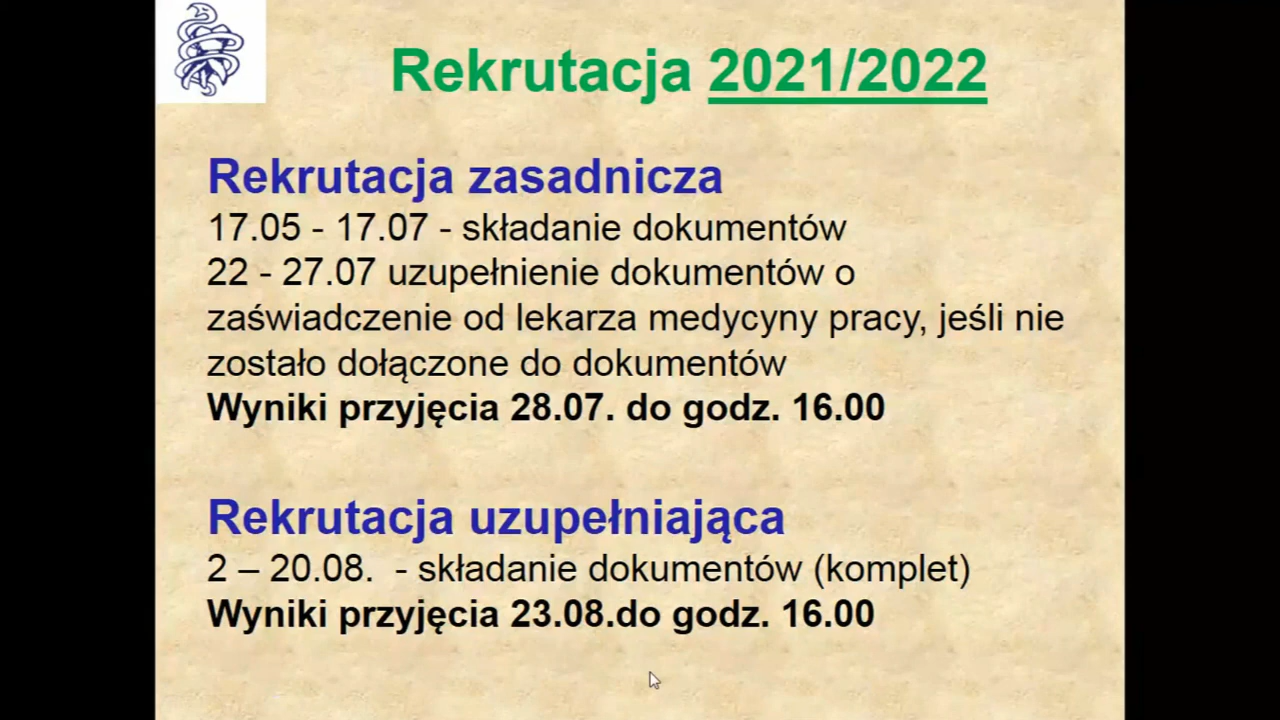 Rekrutacja 2021/2022
Rekrutacja zasadnicza
17.05 - 17.07 - składanie dokumentów
22 - 27.07 uzupełnienie dokumentów o
zaświadczenie od lekarza medycyny pracy, jeśli nie
zostało dołączone do dokumentów
Wyniki przyjęcia 28.07. do godz. 16.00
Rekrutacja uzupełniająca
2 – 20.08.  - składanie dokumentów (komplet)
Wyniki przyjęcia 23.08.do godz. 16.00